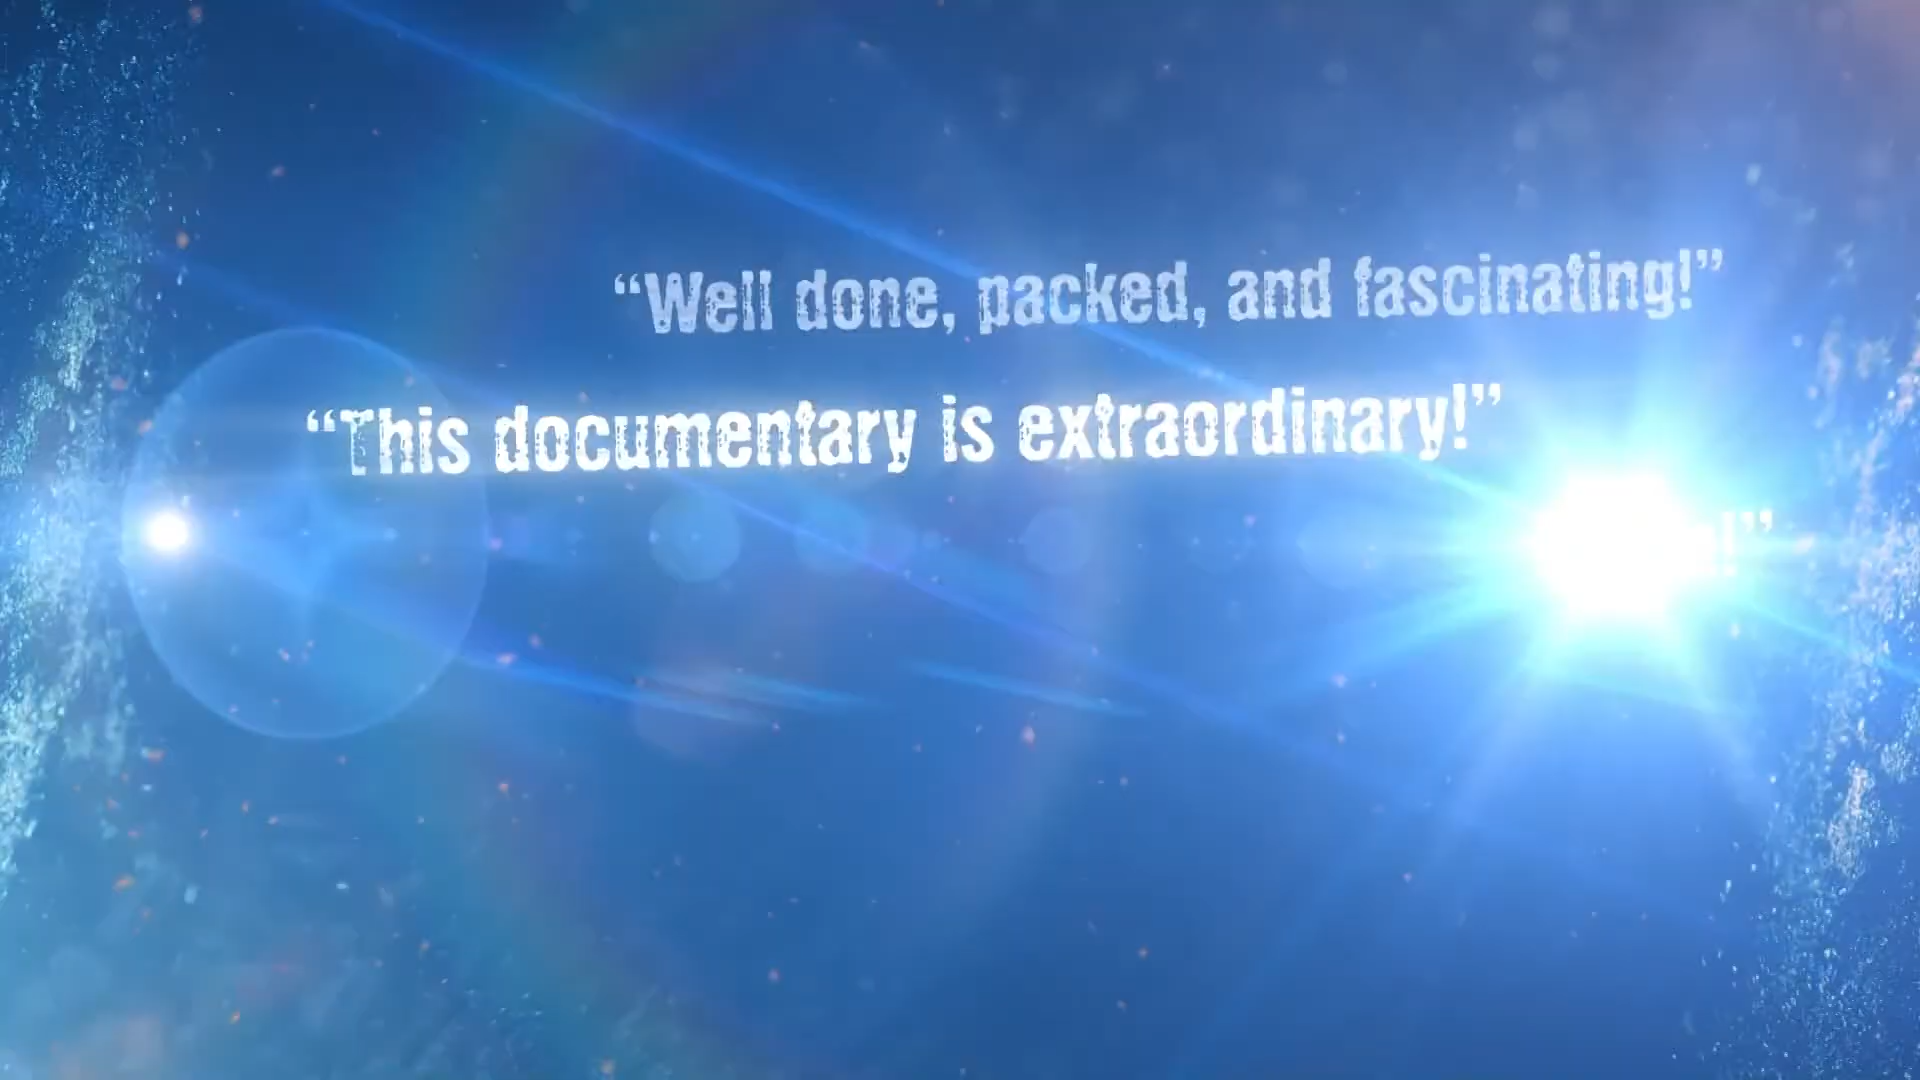 “Well done, packed, and fascinating!”
“This documentary is extraordinary!”
!”